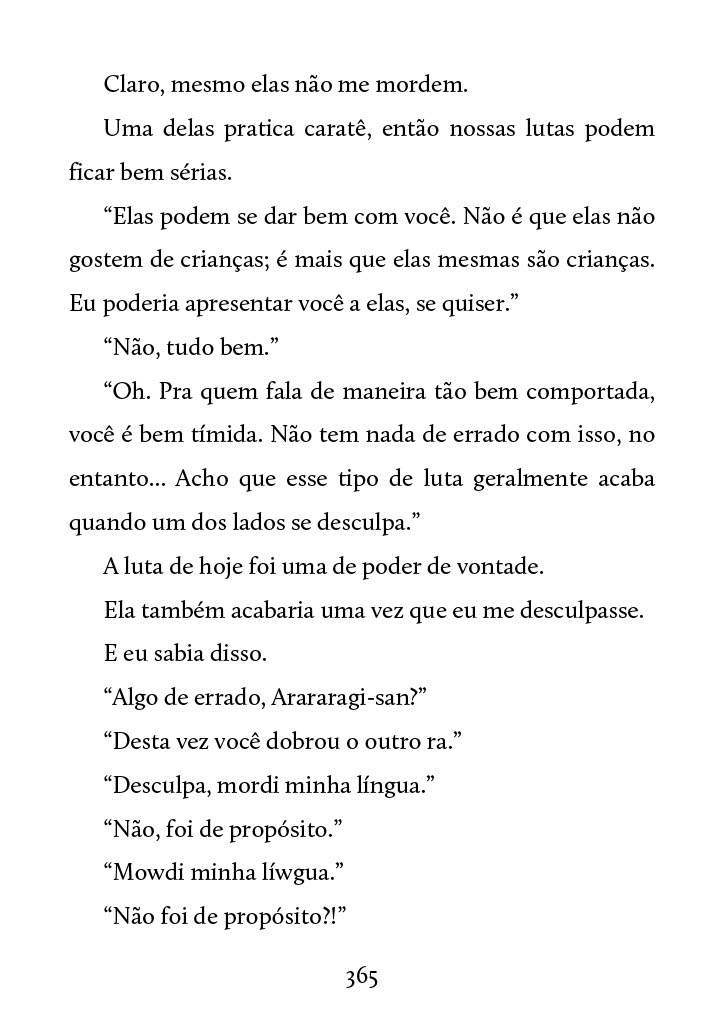 Claro, mesmo elas não me mordem.
Uma delas pratica caratê, então nossas lutas podem
ficar bem sérias.
“Elas podem se dar bem com você. Não é que elas não
gostem de crianças; é mais que elas mesmas são crianças.
Eu poderia apresentar você a elas, se quiser.”
“Não, tudo bem.”
“Oh. Pra quem fala de maneira tão bem comportada,
você é bem tímida. Não tem nada de errado com isso, no
entanto... Acho que esse tipo de luta geralmente acaba
quando um dos lados se desculpa.”
A luta de hoje foi uma de poder de vontade.
Ela também acabaria uma vez que eu me desculpasse.
E eu sabia disso.
“Algo de errado, Arararagi-san?”
“Desta vez você dobrou o outro ra.”
“Desculpa, mordi minha língua.”
“Não, foi de propósito.”
“Mowdi minha líwgua.”
“Não foi de propósito?!”
365